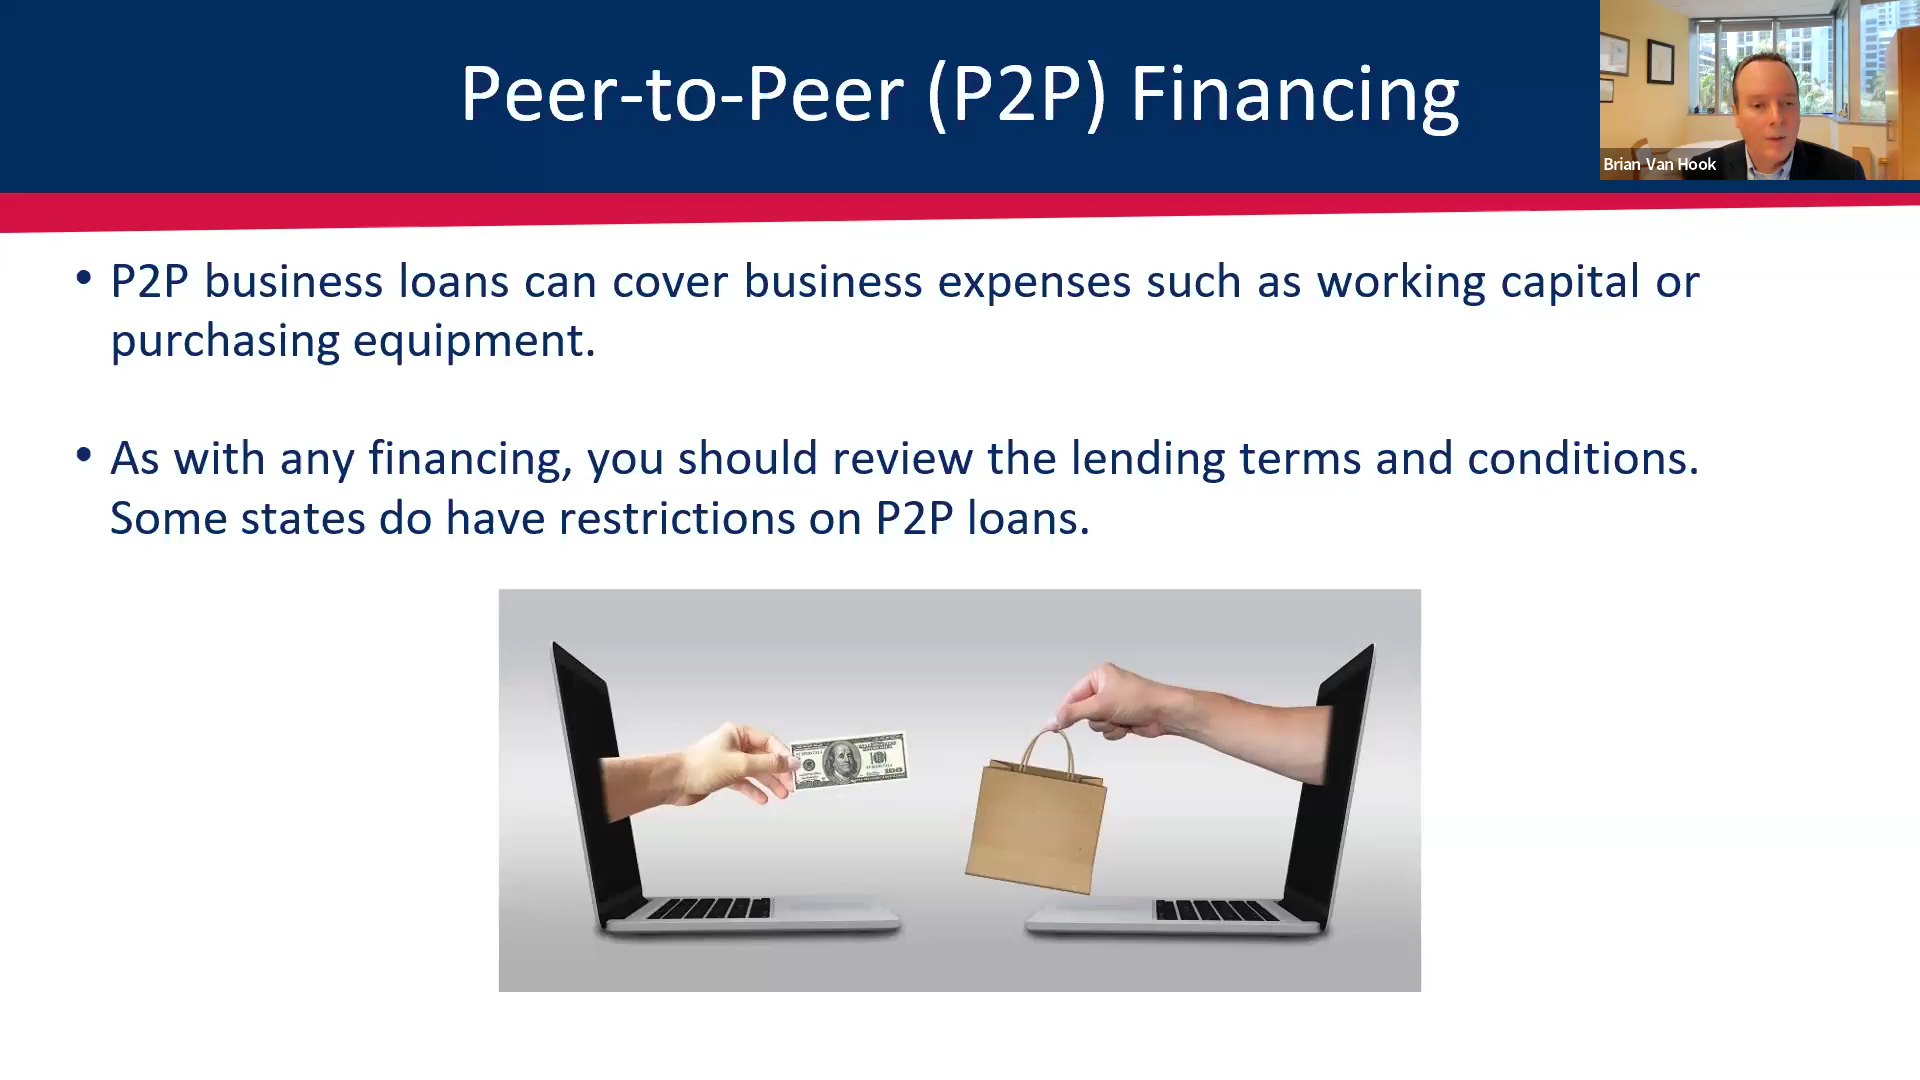 Peer-to-Peer (P2P) Financing
Brian Van Hook
• P2P business loans can cover business expenses such as working capital or
purchasing equipment.
• As with any financing, you should review the lending terms and conditions.
Some states do have restrictions on P2P loans.